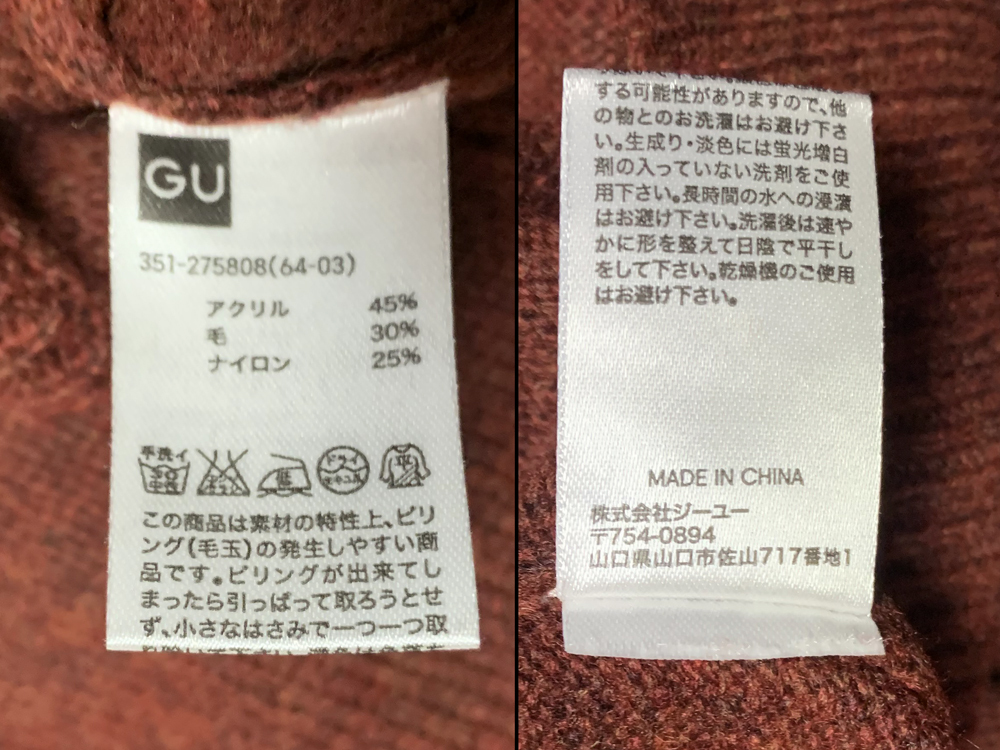 GU
351-275808(64-03)
アクリル 45%
毛 30%
ナイロン 25%
手洗イ
30
中性
低
ドライ
セキユ系
平
この商品は素材の特性上、ピリ
ング(毛玉)の発生しやすい商
品です。ピリングが出来てし
まったら引っぱって取ろうとせ
ず、小さなはさみで一つ一つ取
する可能性がありますので、他
の物とのお洗濯はお避け下さ
い。生成り・淡色には蛍光増白
剤の入っていない洗剤をご使
用下さい。長時間の水への浸漬
はお避け下さい。洗濯後は速や
かに形を整えて日陰で平干し
をして下さい。乾燥機のご使用
はお避け下さい。
MADE IN CHINA
株式会社ジーユー
〒754-0894
山口県山口市佐山717番地1